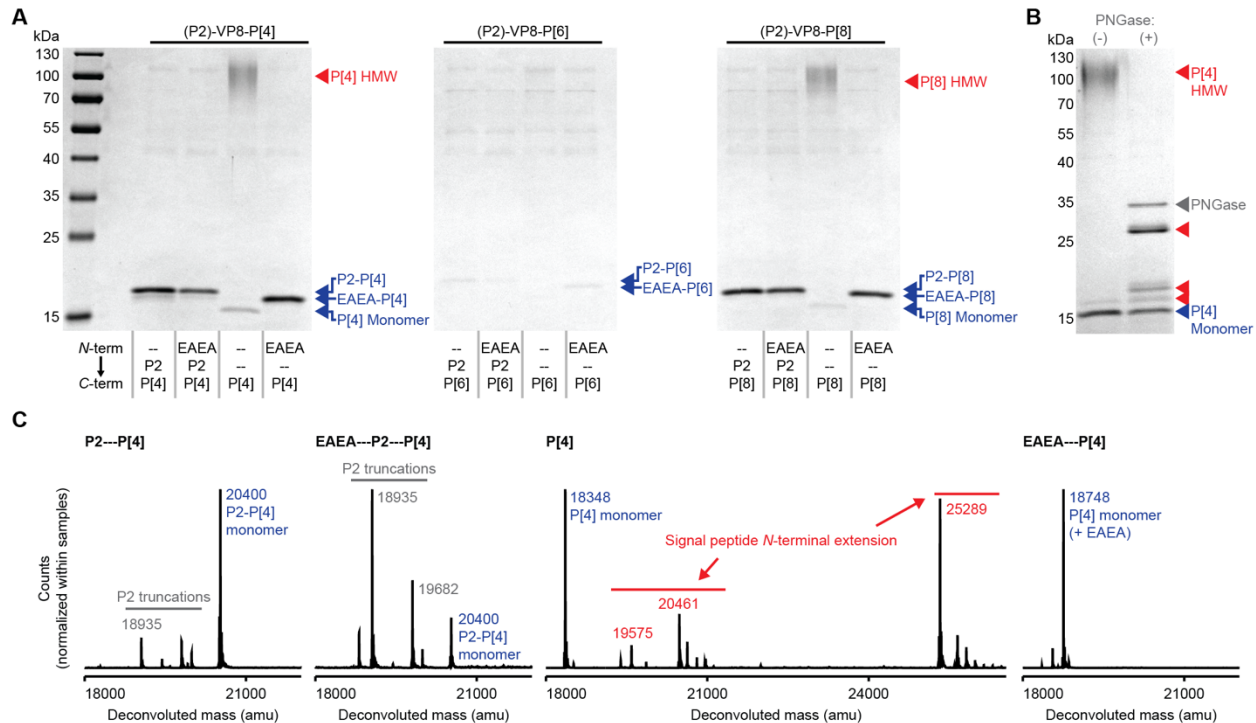 A
(P2)-VP8-P[4]
(P2)-VP8-P[6]
(P2)-VP8-P[8]
kDa
130
100
70
55
40
35
25
15
P[4] HMW
P2-P[4]
EAEA-P[4]
P[4] Monomer
P2-P[6]
EAEA-P[6]
P[8] HMW
P2-P[8]
EAEA-P[8]
P[8] Monomer
N-term
C-term
-- EAEA -- EAEA
P2 P2 -- --
P[4] P[4] P[4] P[4]
-- EAEA -- EAEA
P2 P2 -- --
P[6] P[6] P[6] P[6]
-- EAEA -- EAEA
P2 P2 -- --
P[8] P[8] P[8] P[8]
B
PNGase:
kDa (-) (+)
130
100
70
55
40
35
25
15
P[4]
HMW
PNGase
P[4]
Monomer
C
Counts
(normalized within samples)
P2---P[4]
P2 truncations
18935
20400
P2-P[4]
monomer
18000 21000
Deconvoluted mass (amu)
EAEA---P2---P[4]
P2 truncations
18935
19682
20400
P2-P[4]
monomer
18000 21000
Deconvoluted mass (amu)
P[4]
18348
P[4] monomer
Signal peptide N-terminal extension
19575
20461
25289
18000 21000 24000
Deconvoluted mass (amu)
EAEA---P[4]
18748
P[4] monomer
(+ EAEA)
18000 21000
Deconvoluted mass (amu)